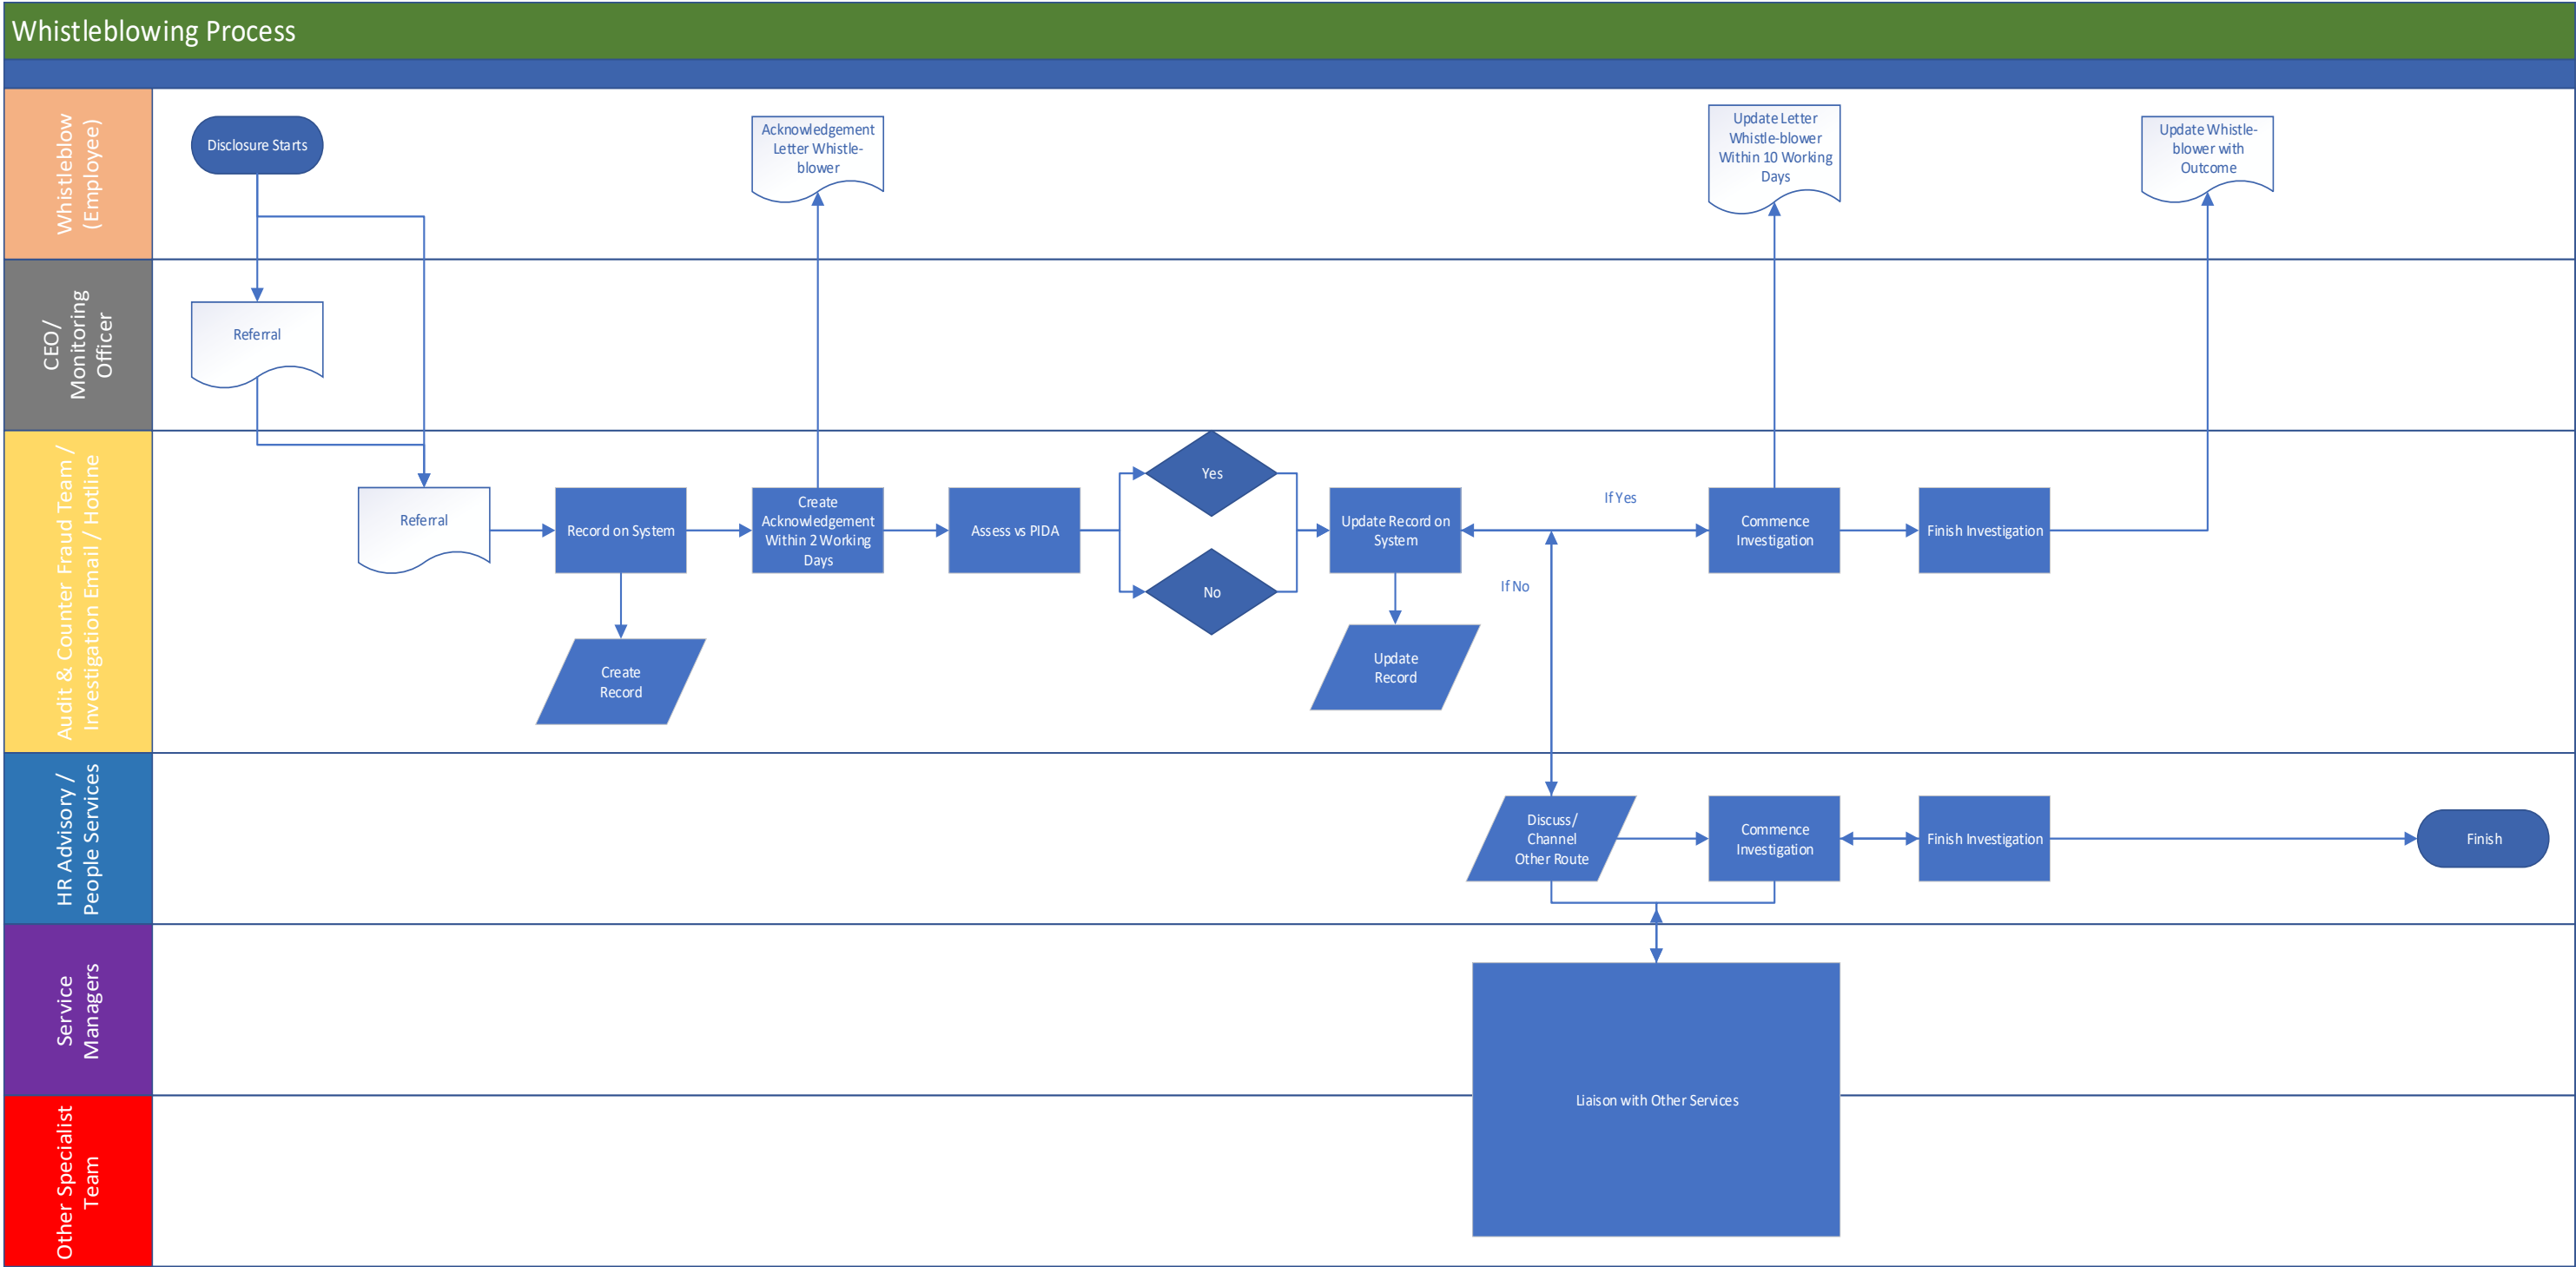 Whistleblowing Process
Whistleblow
(Employee)
Disclosure Starts
Acknowledgement
Letter Whistle-
blower
Update Letter
Whistle-blower
Within 10 Working
Days
Update Whistle-
blower with
Outcome
CEO/
Monitoring
Officer
Referral
Audit & Counter Fraud Team /
Investigation Email / Hotline
Referral
Record on System
Create
Acknowledgement
Within 2 Working
Days
Assess vs PIDA
Yes
No
Update Record on
System
If Yes
If No
Commence
Investigation
Finish Investigation
Create
Record
Update
Record
HR Advisory /
People Services
Discuss/
Channel
Other Route
Commence
Investigation
Finish Investigation
Finish
Service
Managers
Liaison with Other Services
Other Specialist
Team